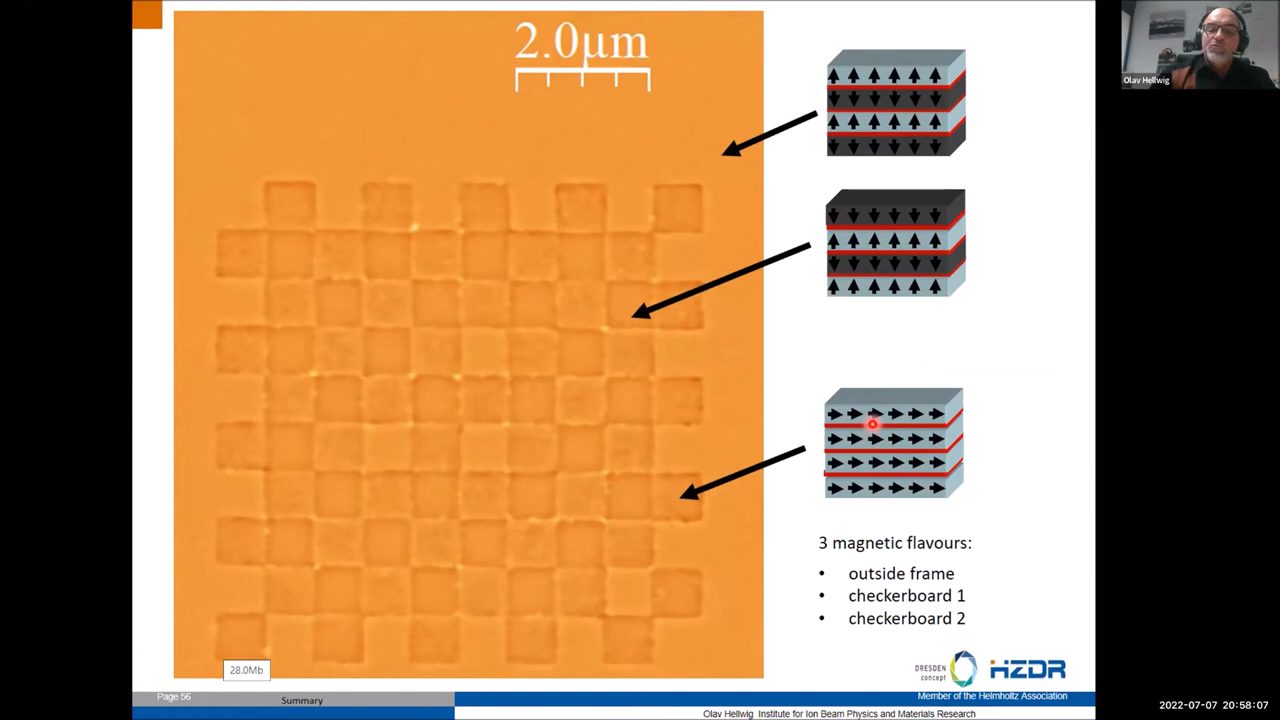 2.0µm
Olav Hellwig
3 magnetic flavours:
• outside frame
• checkerboard 1
• checkerboard 2
28.0Mb
DRESDEN
concept
HZDR
Page 56
Summary
Member of the Helmholtz Association
Olav Hellwig Institute for Ion Beam Physics and Materials Research
2022-07-07 20:58:07